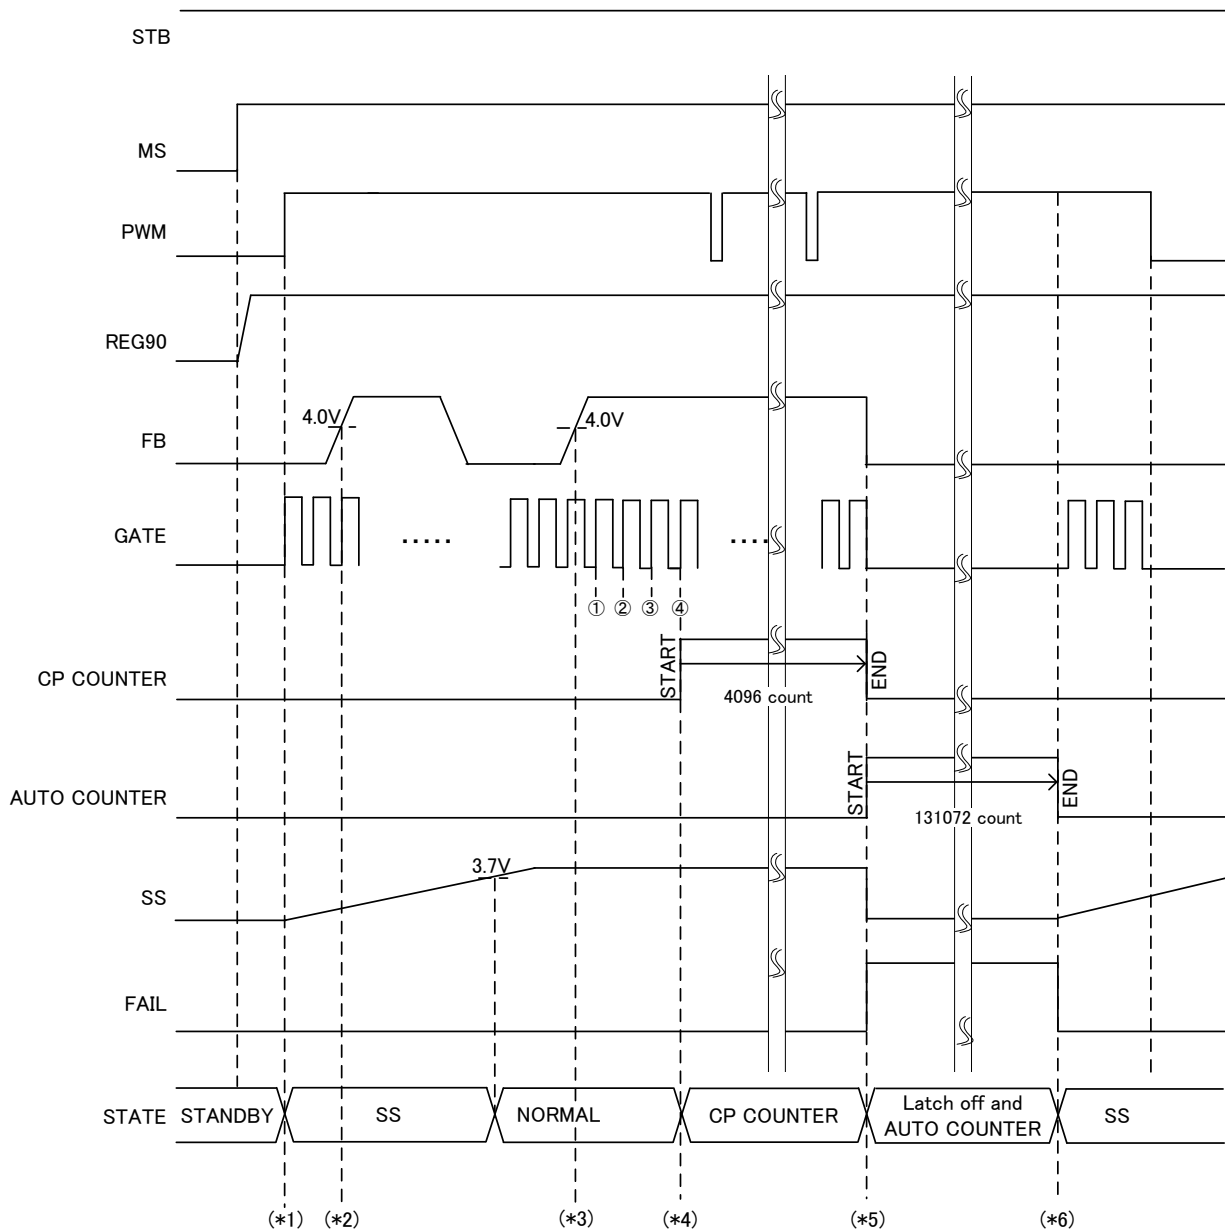 STB
MS
PWM
REG90
4.0V
4.0V
FB
GATE
.....
....
① ② ③ ④
START
END
CP COUNTER
4096 count
START
END
AUTO COUNTER
131072 count
3.7V
SS
FAIL
STATE STANDBY SS NORMAL CP COUNTER Latch off and AUTO COUNTER SS
(*1) (*2) (*3) (*4) (*5) (*6)